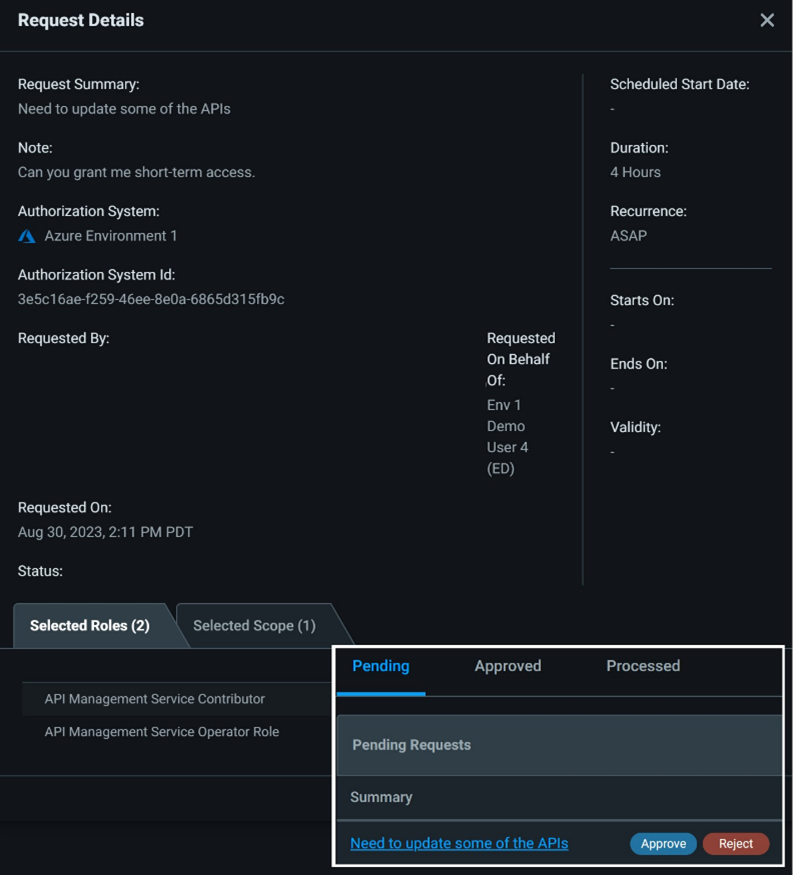 Request Details
Request Summary:
Need to update some of the APIs
Note:
Can you grant me short-term access.
Authorization System:
Azure Environment 1
Authorization System Id:
3e5c16ae-f259-46ee-8e0a-6865d315fb9c
Requested By:
Requested
On Behalf
Of:
Env 1
Demo
User 4
(ED)
Requested On:
Aug 30, 2023, 2:11 PM PDT
Status:
Scheduled Start Date:
-
Duration:
4 Hours
Recurrence:
ASAP
Starts On:
-
Ends On:
-
Validity:
-
Selected Roles (2) Selected Scope (1)
API Management Service Contributor
API Management Service Operator Role
Pending Approved Processed
Pending Requests
Summary
Need to update some of the APIs Approve Reject